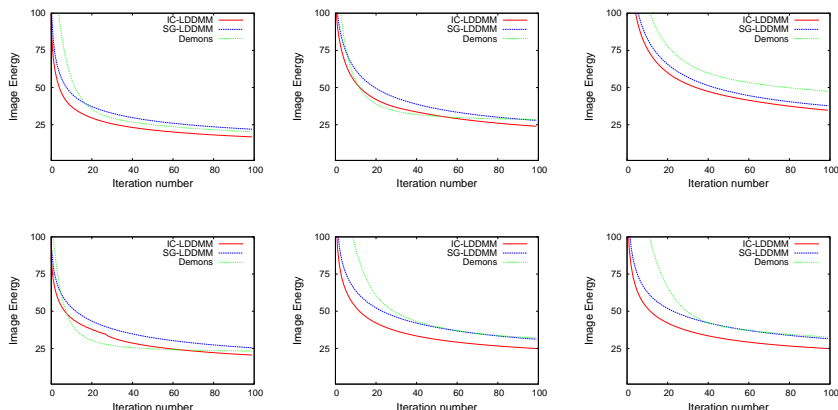 100
75
50
25
Image Energy
0 20 40 60 80 100
Iteration number
IC-LDDMM
SG-LDDMM
Demons
100
75
50
25
Image Energy
0 20 40 60 80 100
Iteration number
IC-LDDMM
SG-LDDMM
Demons
100
75
50
25
Image Energy
0 20 40 60 80 100
Iteration number
IC-LDDMM
SG-LDDMM
Demons
100
75
50
25
Image Energy
0 20 40 60 80 100
Iteration number
IC-LDDMM
SG-LDDMM
Demons
100
75
50
25
Image Energy
0 20 40 60 80 100
Iteration number
IC-LDDMM
SG-LDDMM
Demons
100
75
50
25
Image Energy
0 20 40 60 80 100
Iteration number
IC-LDDMM
SG-LDDMM
Demons